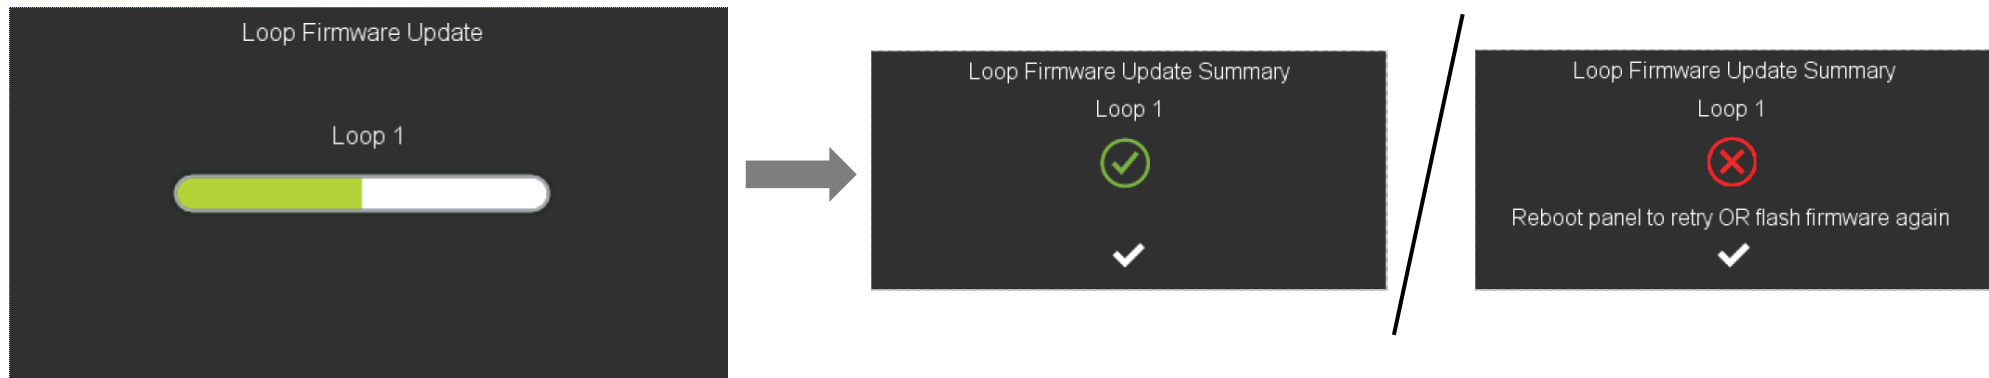 Loop Firmware Update
Loop 1
Loop Firmware Update Summary
Loop 1
Loop Firmware Update Summary
Loop 1
Reboot panel to retry OR flash firmware again